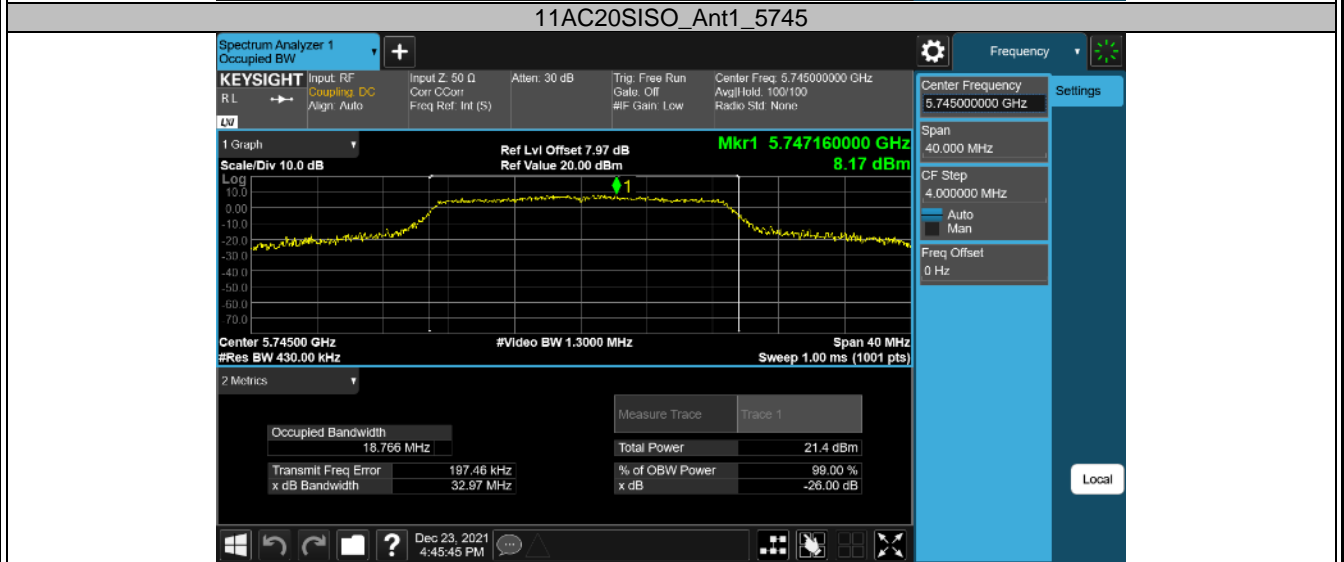 11AC20SISO_Ant1_5745
Spectrum Analyzer 1
Occupied BW
+
Frequency
KEYSIGHT
R L
LXI
Input: RF
Coupling: DC
Align: Auto
Input Z: 50 Ω
Corr CCorr
Freq Ref: Int (S)
Atten: 30 dB
Trig: Free Run
Gate: Off
#IF Gain: Low
Center Freq: 5.745000000 GHz
Avg|Hold: 100/100
Radio Std: None
Center Frequency
5.745000000 GHz
Settings
Span
40.000 MHz
CF Step
4.000000 MHz
Auto
Man
Freq Offset
0 Hz
Local
1 Graph
Scale/Div 10.0 dB
Ref Lvl Offset 7.97 dB
Ref Value 20.00 dBm
Mkr1 5.747160000 GHz
8.17 dBm
Log
10.0
0.00
-10.0
-20.0
-30.0
-40.0
-50.0
-60.0
-70.0
1
Center 5.74500 GHz
#Res BW 430.00 kHz
#Video BW 1.3000 MHz
Span 40 MHz
Sweep 1.00 ms (1001 pts)
2 Metrics
Measure Trace Trace 1
Occupied Bandwidth
18.766 MHz
Total Power 21.4 dBm
Transmit Freq Error 197.46 kHz
% of OBW Power 99.00 %
x dB Bandwidth 32.97 MHz
x dB -26.00 dB
?
Dec 23, 2021
4:45:45 PM